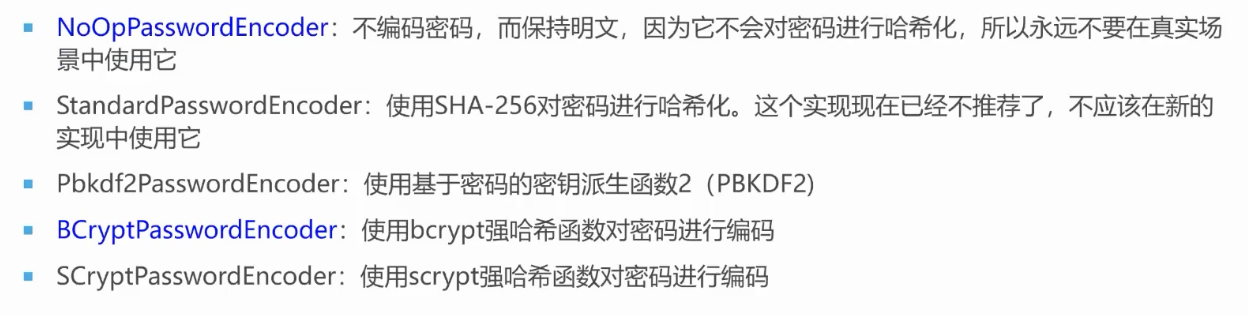 NoOpPasswordEncoder：不编码密码，而保持明文，因为它不会对密码进行哈希化，所以永远不要在真实场
景中使用它
StandardPasswordEncoder：使用SHA-256对密码进行哈希化。这个实现现在已经不推荐了，不应该在新的
实现中使用它
Pbkdf2PasswordEncoder：使用基于密码的密钥派生函数2（PBKDF2)
BCryptPasswordEncoder：使用bcrypt强哈希函数对密码进行编码
SCryptPasswordEncoder：使用scrypt强哈希函数对密码进行编码